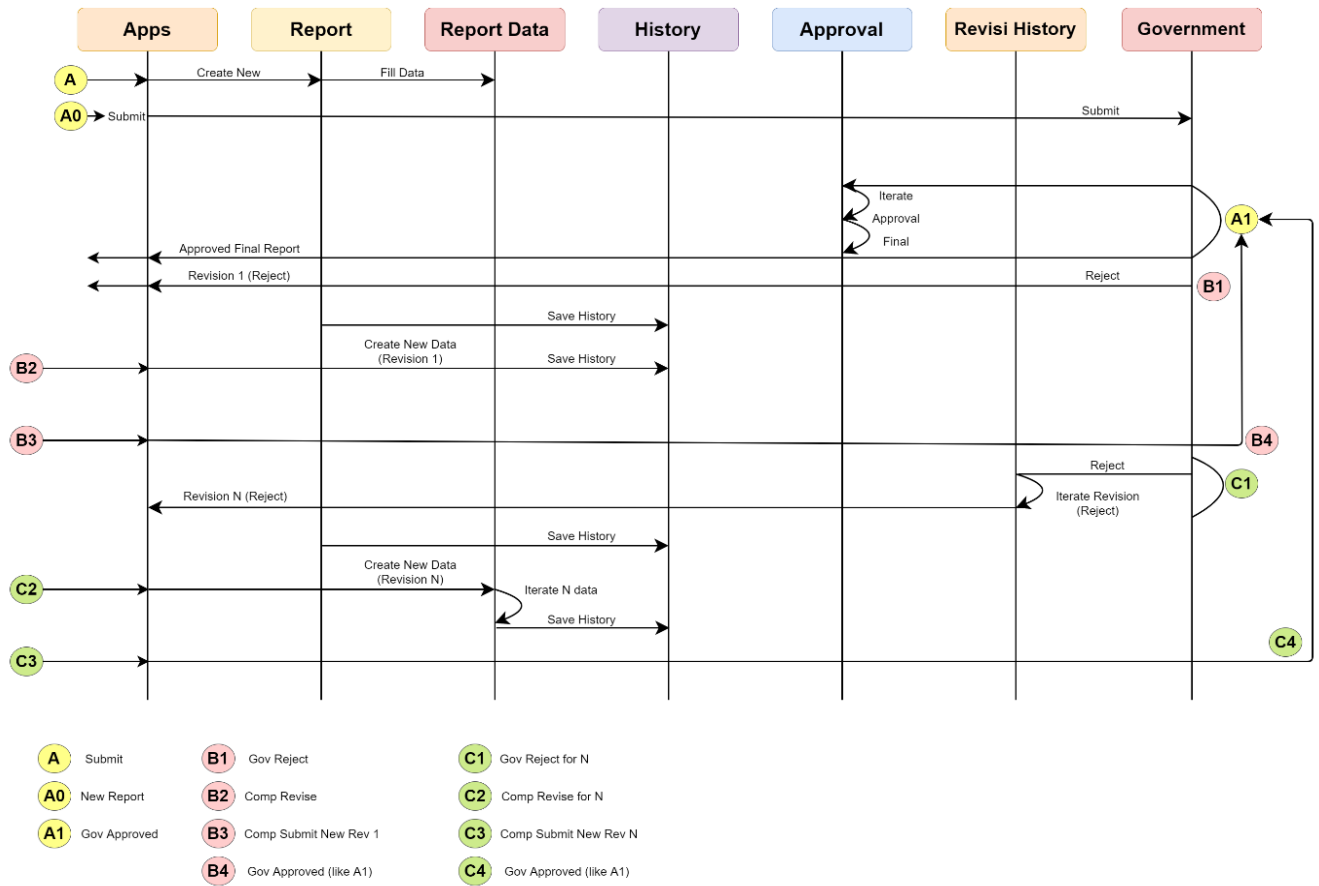 Apps
Report
Report Data
History
Approval
Revisi History
Government
A
Create New
Fill Data
A0
Submit
Submit
Iterate
Approval
Final
A1
Approved Final Report
Revision 1 (Reject)
Reject
B1
Save History
Create New Data
(Revision 1)
Save History
B2
B3
B4
Reject
C1
Revision N (Reject)
Iterate Revision
(Reject)
Save History
Create New Data
(Revision N)
C2
Iterate N data
Save History
C3
C4
A Submit
B1 Gov Reject
C1 Gov Reject for N
A0 New Report
B2 Comp Revise
C2 Comp Revise for N
A1 Gov Approved
B3 Comp Submit New Rev 1
C3 Comp Submit New Rev N
B4 Gov Approved (like A1)
C4 Gov Approved (like A1)